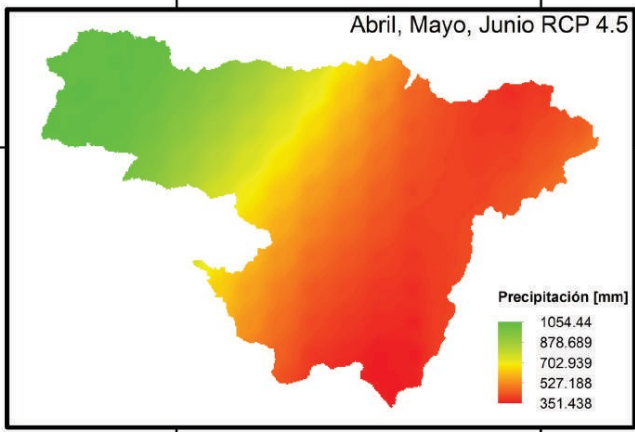 Abril, Mayo, Junio RCP 4.5
Precipitación [mm]
1054.44
878.689
702.939
527.188
351.438